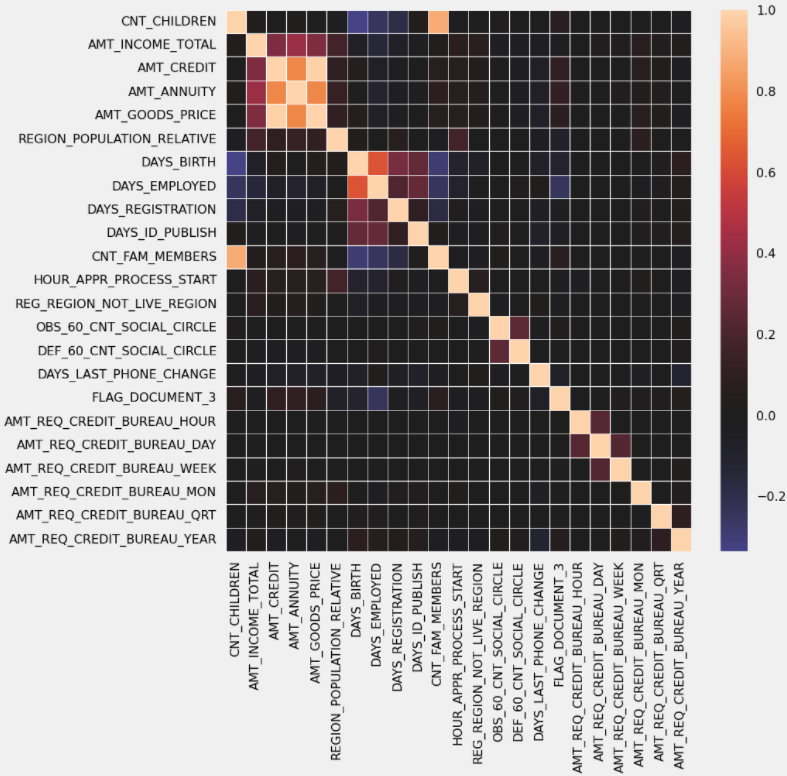 CNT_CHILDREN
AMT_INCOME_TOTAL
AMT_CREDIT
AMT_ANNUITY
AMT_GOODS_PRICE
REGION_POPULATION_RELATIVE
DAYS_BIRTH
DAYS_EMPLOYED
DAYS_REGISTRATION
DAYS_ID_PUBLISH
CNT_FAM_MEMBERS
HOUR_APPR_PROCESS_START
REG_REGION_NOT_LIVE_REGION
OBS_60_CNT_SOCIAL_CIRCLE
DEF_60_CNT_SOCIAL_CIRCLE
DAYS_LAST_PHONE_CHANGE
FLAG_DOCUMENT_3
AMT_REQ_CREDIT_BUREAU_HOUR
AMT_REQ_CREDIT_BUREAU_DAY
AMT_REQ_CREDIT_BUREAU_WEEK
AMT_REQ_CREDIT_BUREAU_MON
AMT_REQ_CREDIT_BUREAU_QRT
AMT_REQ_CREDIT_BUREAU_YEAR
CNT_CHILDREN
AMT_INCOME_TOTAL
AMT_CREDIT
AMT_ANNUITY
AMT_GOODS_PRICE
REGION_POPULATION_RELATIVE
DAYS_BIRTH
DAYS_EMPLOYED
DAYS_REGISTRATION
DAYS_ID_PUBLISH
CNT_FAM_MEMBERS
HOUR_APPR_PROCESS_START
REG_REGION_NOT_LIVE_REGION
OBS_60_CNT_SOCIAL_CIRCLE
DEF_60_CNT_SOCIAL_CIRCLE
DAYS_LAST_PHONE_CHANGE
FLAG_DOCUMENT_3
AMT_REQ_CREDIT_BUREAU_HOUR
AMT_REQ_CREDIT_BUREAU_DAY
AMT_REQ_CREDIT_BUREAU_WEEK
AMT_REQ_CREDIT_BUREAU_MON
AMT_REQ_CREDIT_BUREAU_QRT
AMT_REQ_CREDIT_BUREAU_YEAR
1.0
0.8
0.6
0.4
0.2
0.0
−0.2